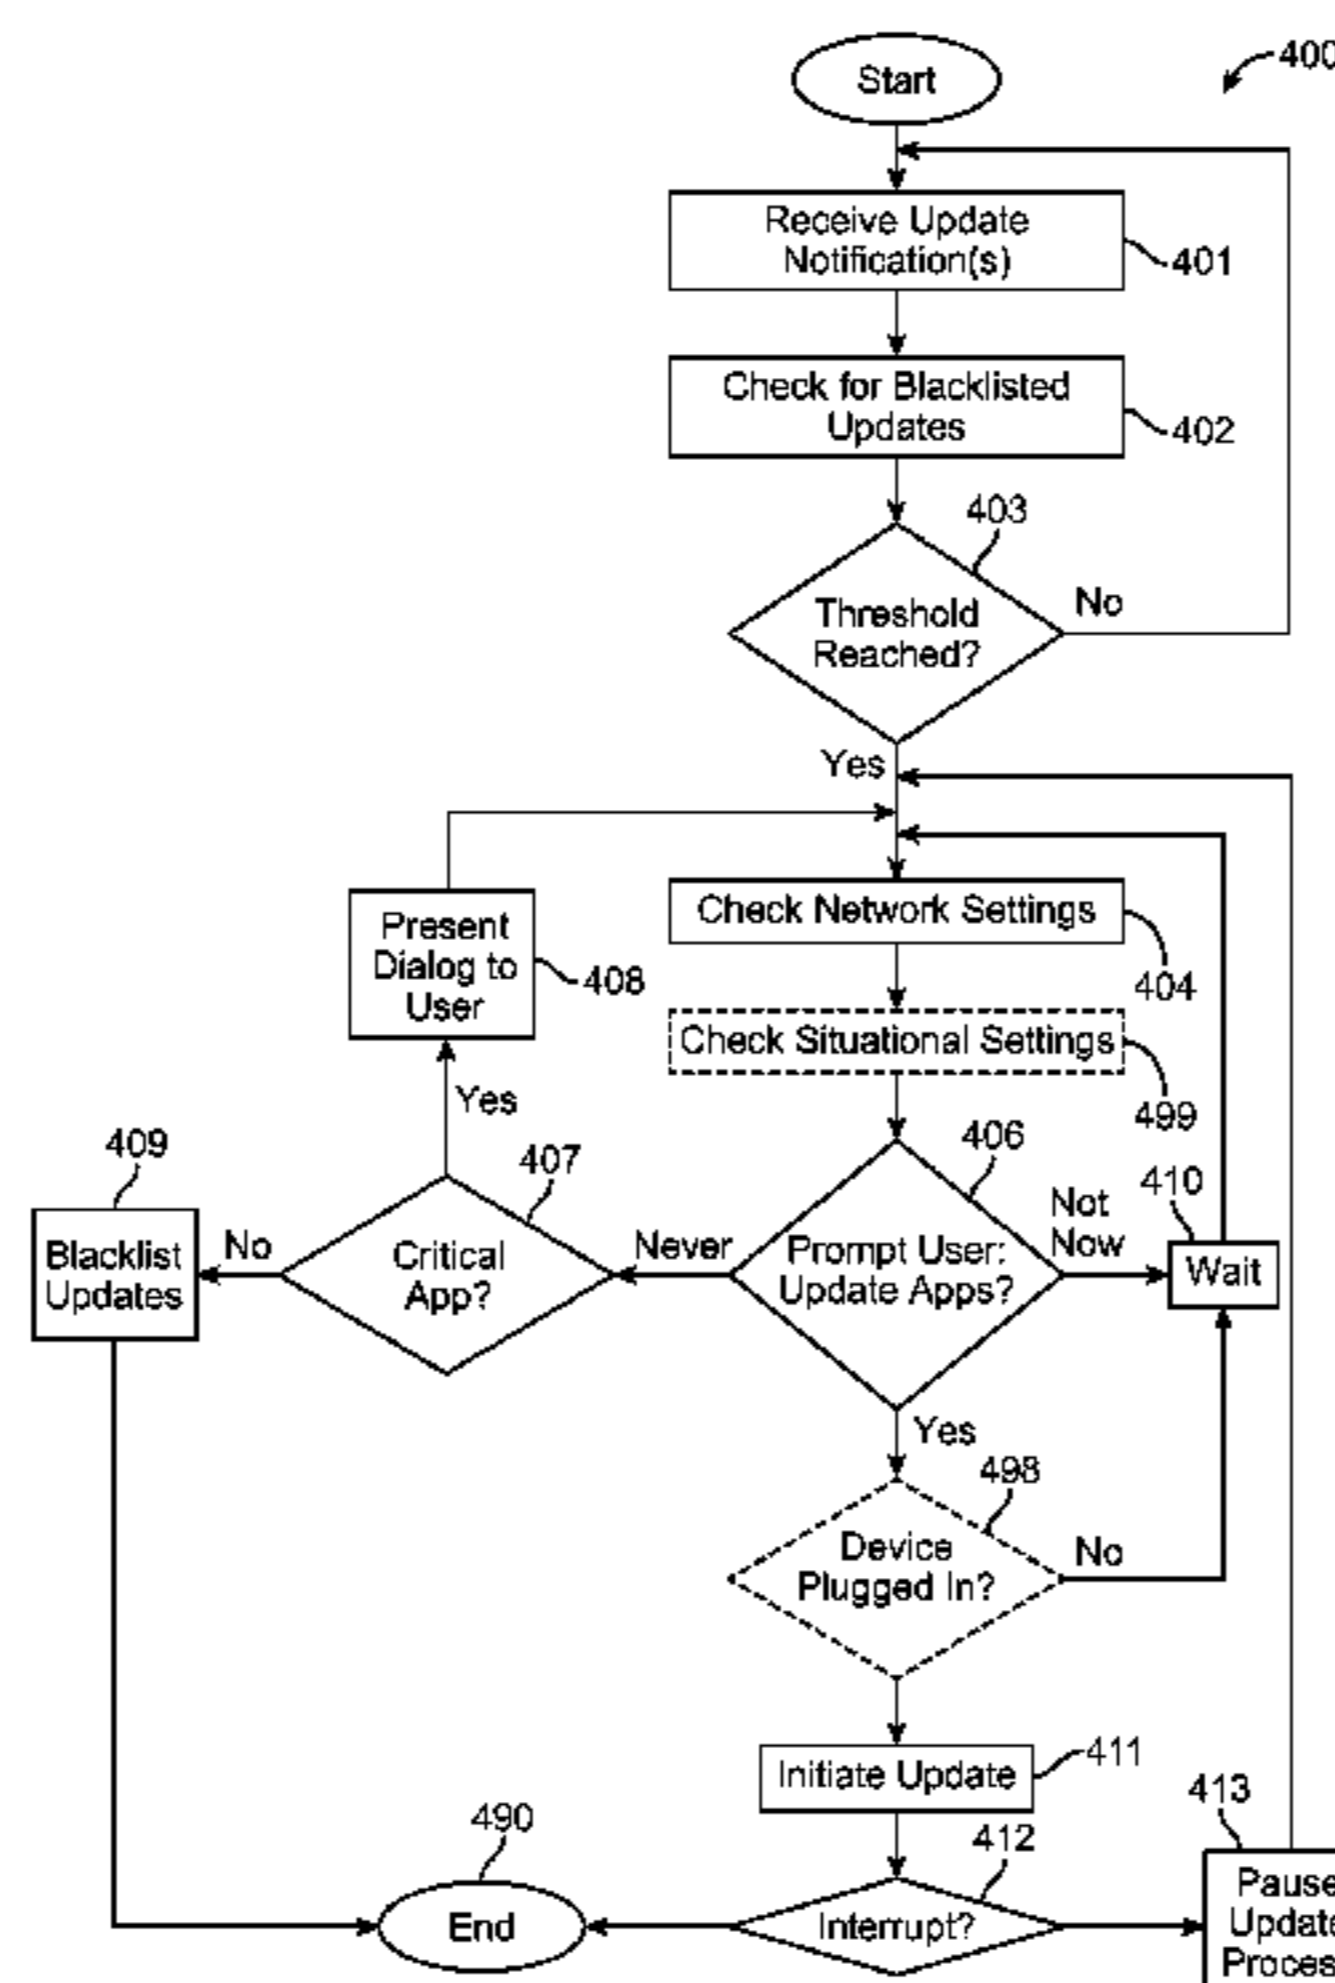 Start
400
Receive Update
Notification(s)
401
Check for Blacklisted
Updates
402
403
Threshold
Reached?
No
Yes
Check Network Settings
404
Present
Dialog to
User
408
Check Situational Settings
499
Yes
409
407
406
Not
Now
410
Blacklist
Updates
No
Critical
App?
Never
Prompt User:
Update Apps?
Wait
Yes
498
Device
Plugged In?
No
Initiate Update
411
490
412
413
End
Interrupt?
Pause
Update
Process